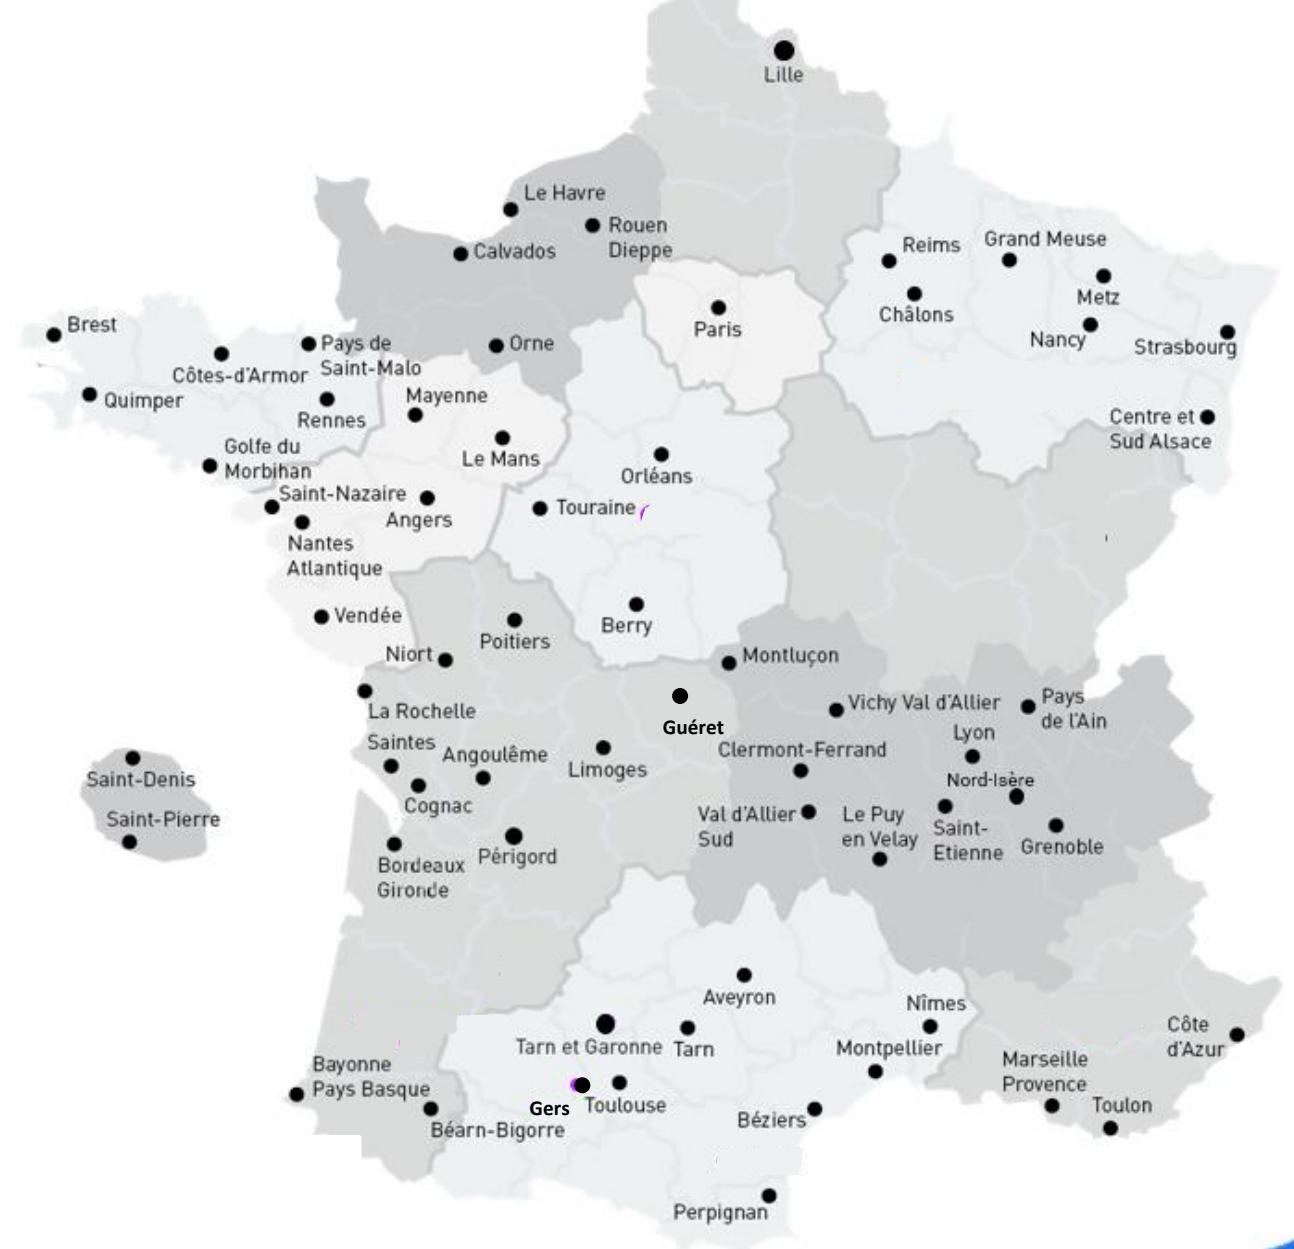 Lille
Le Havre
Rouen
Dieppe
Calvados
Reims
Grand Meuse
Metz
Châlons
Paris
Nancy
Strasbourg
Brest
Pays de
Saint-Malo
Orne
Côtes-d'Armor
Quimper
Rennes
Mayenne
Centre et
Sud Alsace
Golfe du
Morbihan
Le Mans
Orléans
Saint-Nazaire
Angers
Touraine
Nantes
Atlantique
Vendée
Poitiers
Berry
Niort
Montluçon
La Rochelle
Guéret
Vichy Val d'Allier
Pays
de l'Ain
Saintes
Angoulême
Limoges
Clermont-Ferrand
Lyon
Nord-Isère
Saint-Denis
Cognac
Saint-Pierre
Val d'Allier
Sud
Le Puy
en Velay
Saint-
Etienne
Grenoble
Bordeaux
Gironde
Périgord
Aveyron
Nîmes
Tarn et Garonne
Tarn
Montpellier
Côte
d'Azur
Bayonne
Pays Basque
Marseille
Provence
Gers
Toulouse
Toulon
Béziers
Béarn-Bigorre
Perpignan